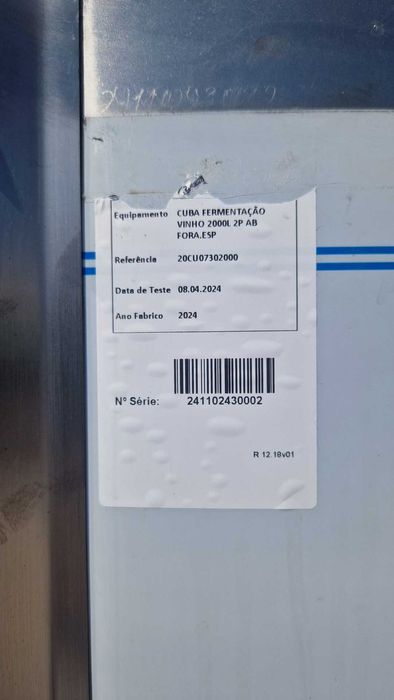 Equipamento CUBA FERMENTAÇÃO
VINHO 2000L 2P AB
FORA.ESP
Referência 20CU07302000
Data de Teste 08.04.2024
Ano Fabrico 2024
Nº Série: 241102430002
R 12.18v01